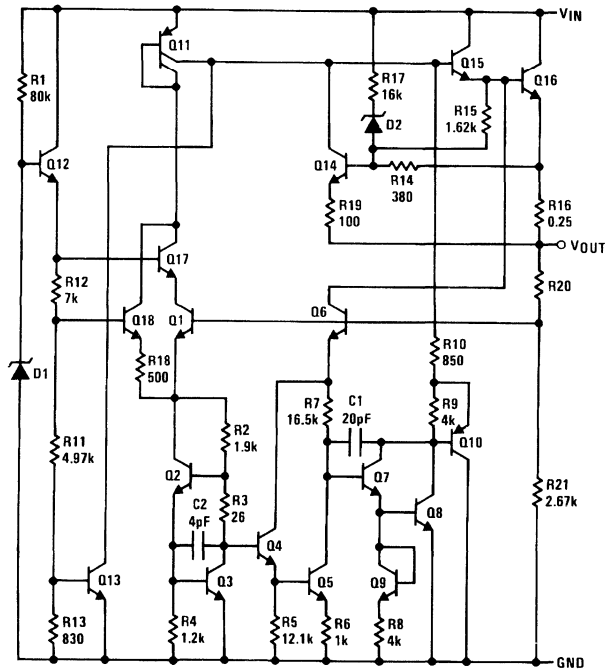 VIN
Q11
Q15
Q16
R1
80k
R17
16k
R15
1.62k
D2
Q12
Q14
R14
380
R16
0.25
R19
100
VOUT
Q17
R12
7k
Q18
Q1
Q6
R20
R18
500
R10
850
D1
R7
16.5k
C1
20pF
R9
4k
Q10
R2
1.9k
R11
4.97k
Q2
Q7
R21
2.67k
C2
4pF
R3
26
Q4
Q8
Q13
Q3
Q5
Q9
R13
830
R4
1.2k
R5
12.1k
R6
1k
R8
4k
GND